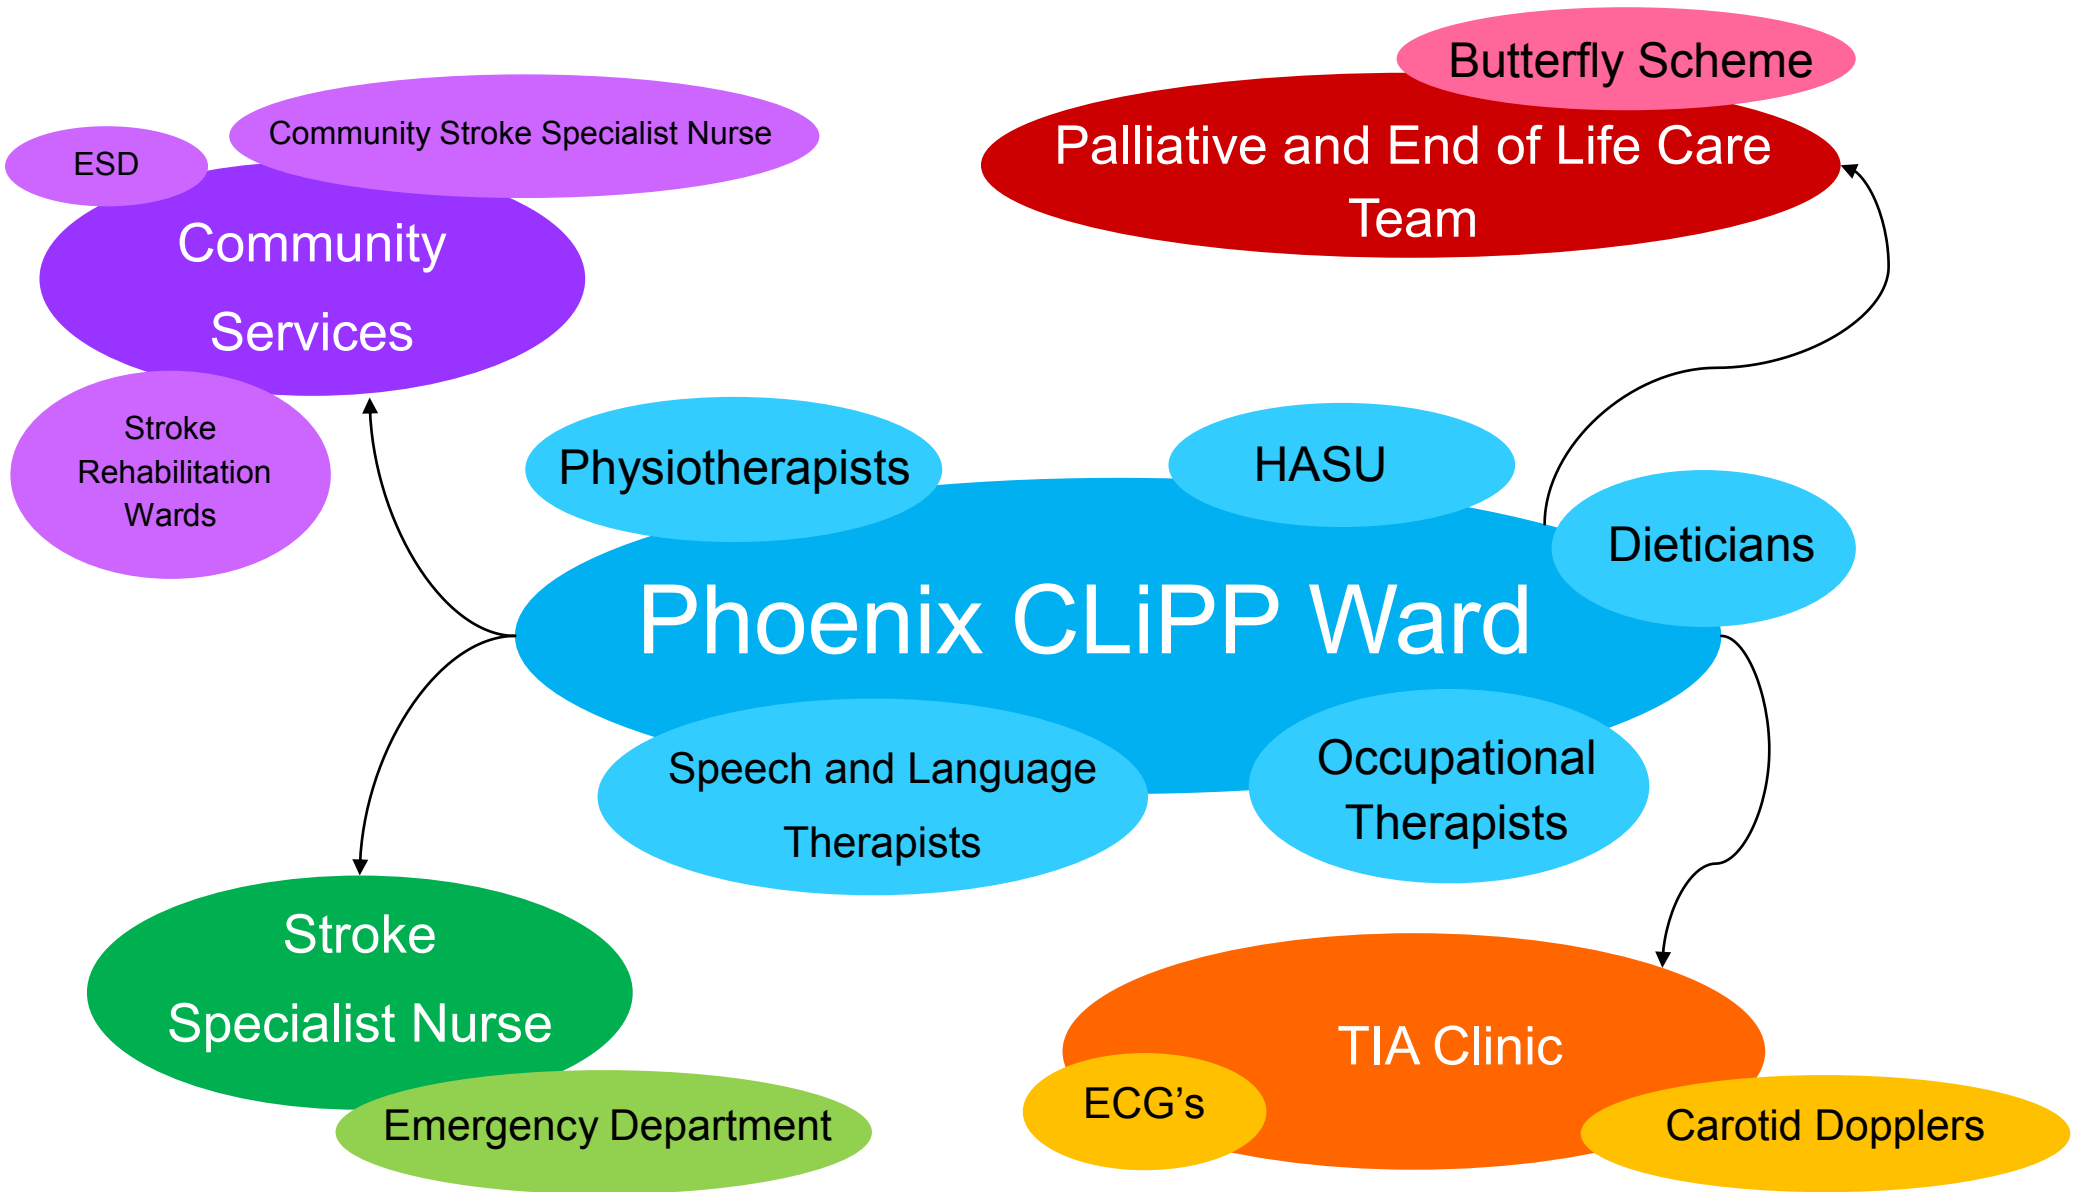 Butterfly Scheme
Palliative and End of Life Care
Team
Community Stroke Specialist Nurse
ESD
Community
Services
Stroke
Rehabilitation
Wards
Physiotherapists
HASU
Dieticians
Phoenix CLiPP Ward
Speech and Language
Therapists
Occupational
Therapists
Stroke
Specialist Nurse
Emergency Department
TIA Clinic
ECG’s
Carotid Dopplers